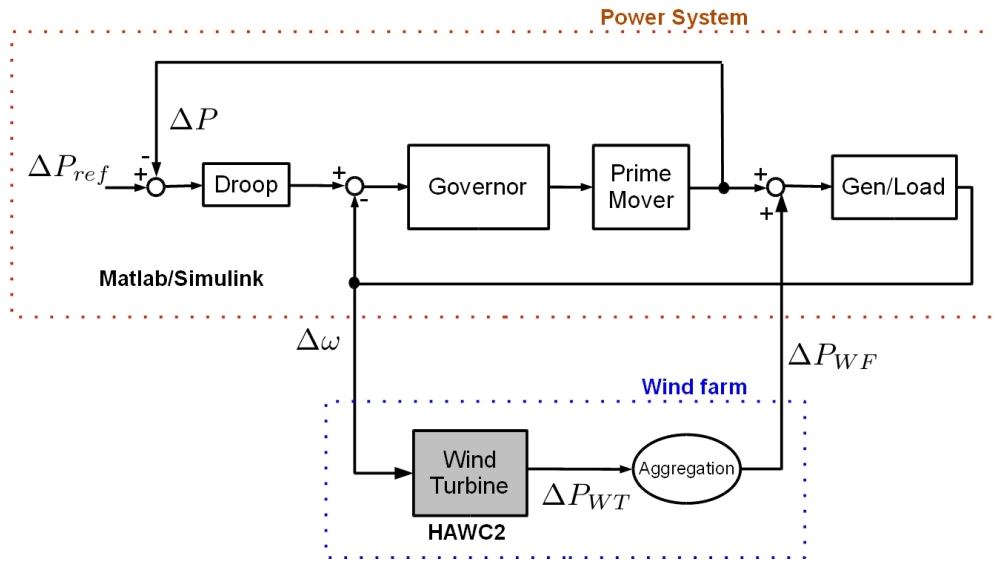 Power System
ΔP
ΔP_ref
-
+
Droop
+
-
Governor
Prime
Mover
+
+
Gen/Load
Matlab/Simulink
Δω
ΔP_WF
Wind farm
Wind
Turbine
ΔP_WT
Aggregation
HAWC2